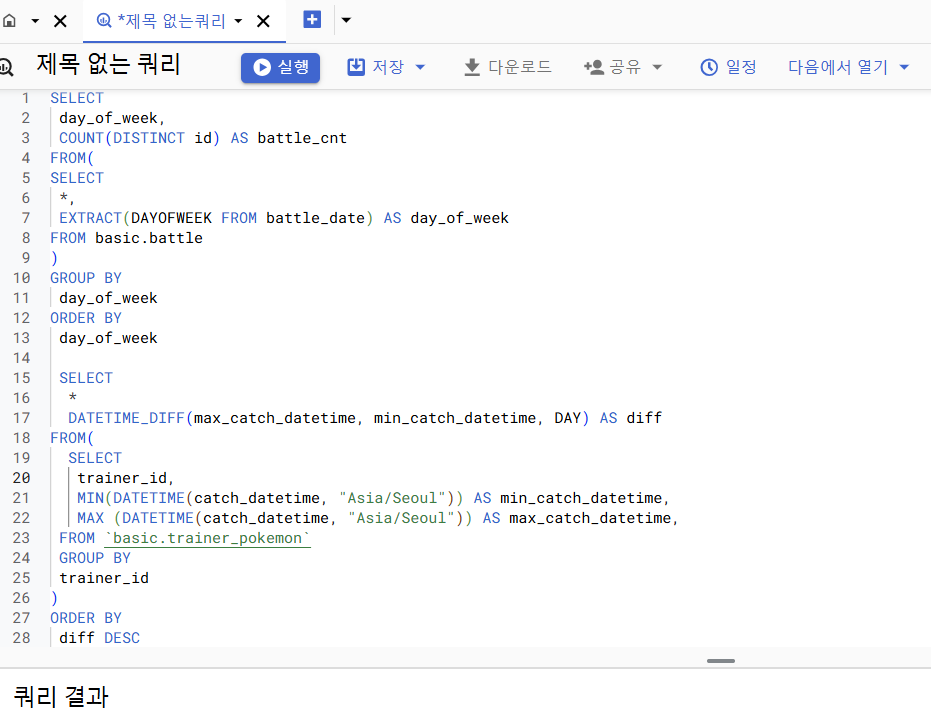 *제목 없는쿼리
제목 없는 쿼리 실행 저장 다운로드 공유 일정 다음에서 열기
1 SELECT
2 day_of_week,
3 COUNT(DISTINCT id) AS battle_cnt
4 FROM(
5 SELECT
6 *,
7 EXTRACT(DAYOFWEEK FROM battle_date) AS day_of_week
8 FROM basic.battle
9 )
10 GROUP BY
11 day_of_week
12 ORDER BY
13 day_of_week
14
15 SELECT
16 *
17 DATETIME_DIFF(max_catch_datetime, min_catch_datetime, DAY) AS diff
18 FROM(
19 SELECT
20 trainer_id,
21 MIN(DATETIME(catch_datetime, "Asia/Seoul")) AS min_catch_datetime,
22 MAX (DATETIME(catch_datetime, "Asia/Seoul")) AS max_catch_datetime,
23 FROM `basic.trainer_pokemon`
24 GROUP BY
25 trainer_id
26 )
27 ORDER BY
28 diff DESC
쿼리 결과